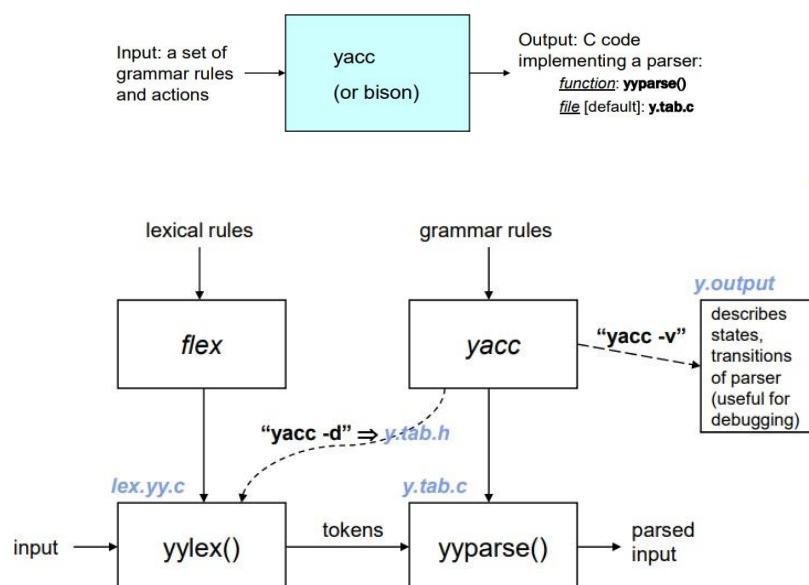 Input: a set of
grammar rules
and actions
yacc
(or bison)
Output: C code
implementing a parser:
function: yyparse()
file [default]: y.tab.c
lexical rules
grammar rules
flex
yacc
"yacc -v"
y.output
describes
states,
transitions
of parser
(useful for
debugging)
"yacc -d" ⇒ y.tab.h
lex.yy.c
y.tab.c
input
yylex()
tokens
yyparse()
parsed
input